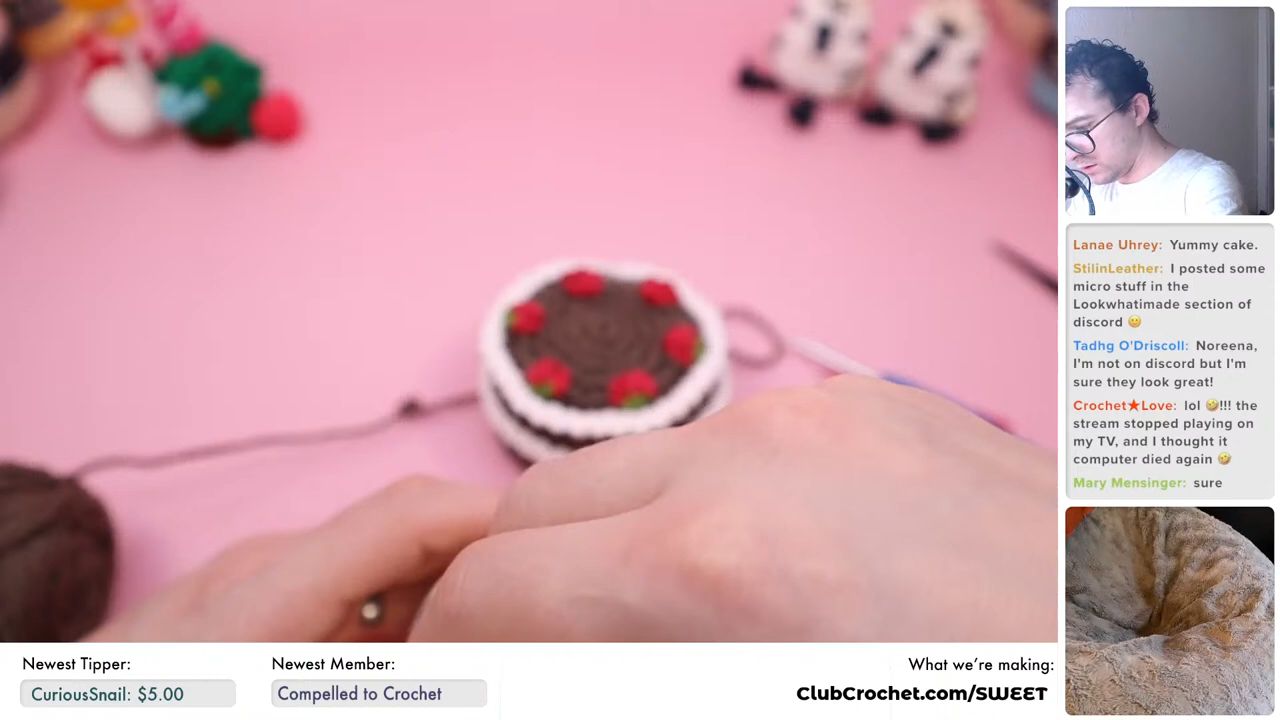 Lanae Uhrey: Yummy cake.
StilinLeather: I posted some
micro stuff in the
Lookwhatimade section of
discord 🙂
Tadhg O'Driscoll: Noreena,
I'm not on discord but I'm
sure they look great!
Crochet★Love: lol 🤣!!! the
stream stopped playing on
my TV, and I thought it
computer died again 🤣
Mary Mensinger: sure
Newest Tipper:
CuriousSnail: $5.00
Newest Member:
Compelled to Crochet
What we're making:
ClubCrochet.com/SWEET